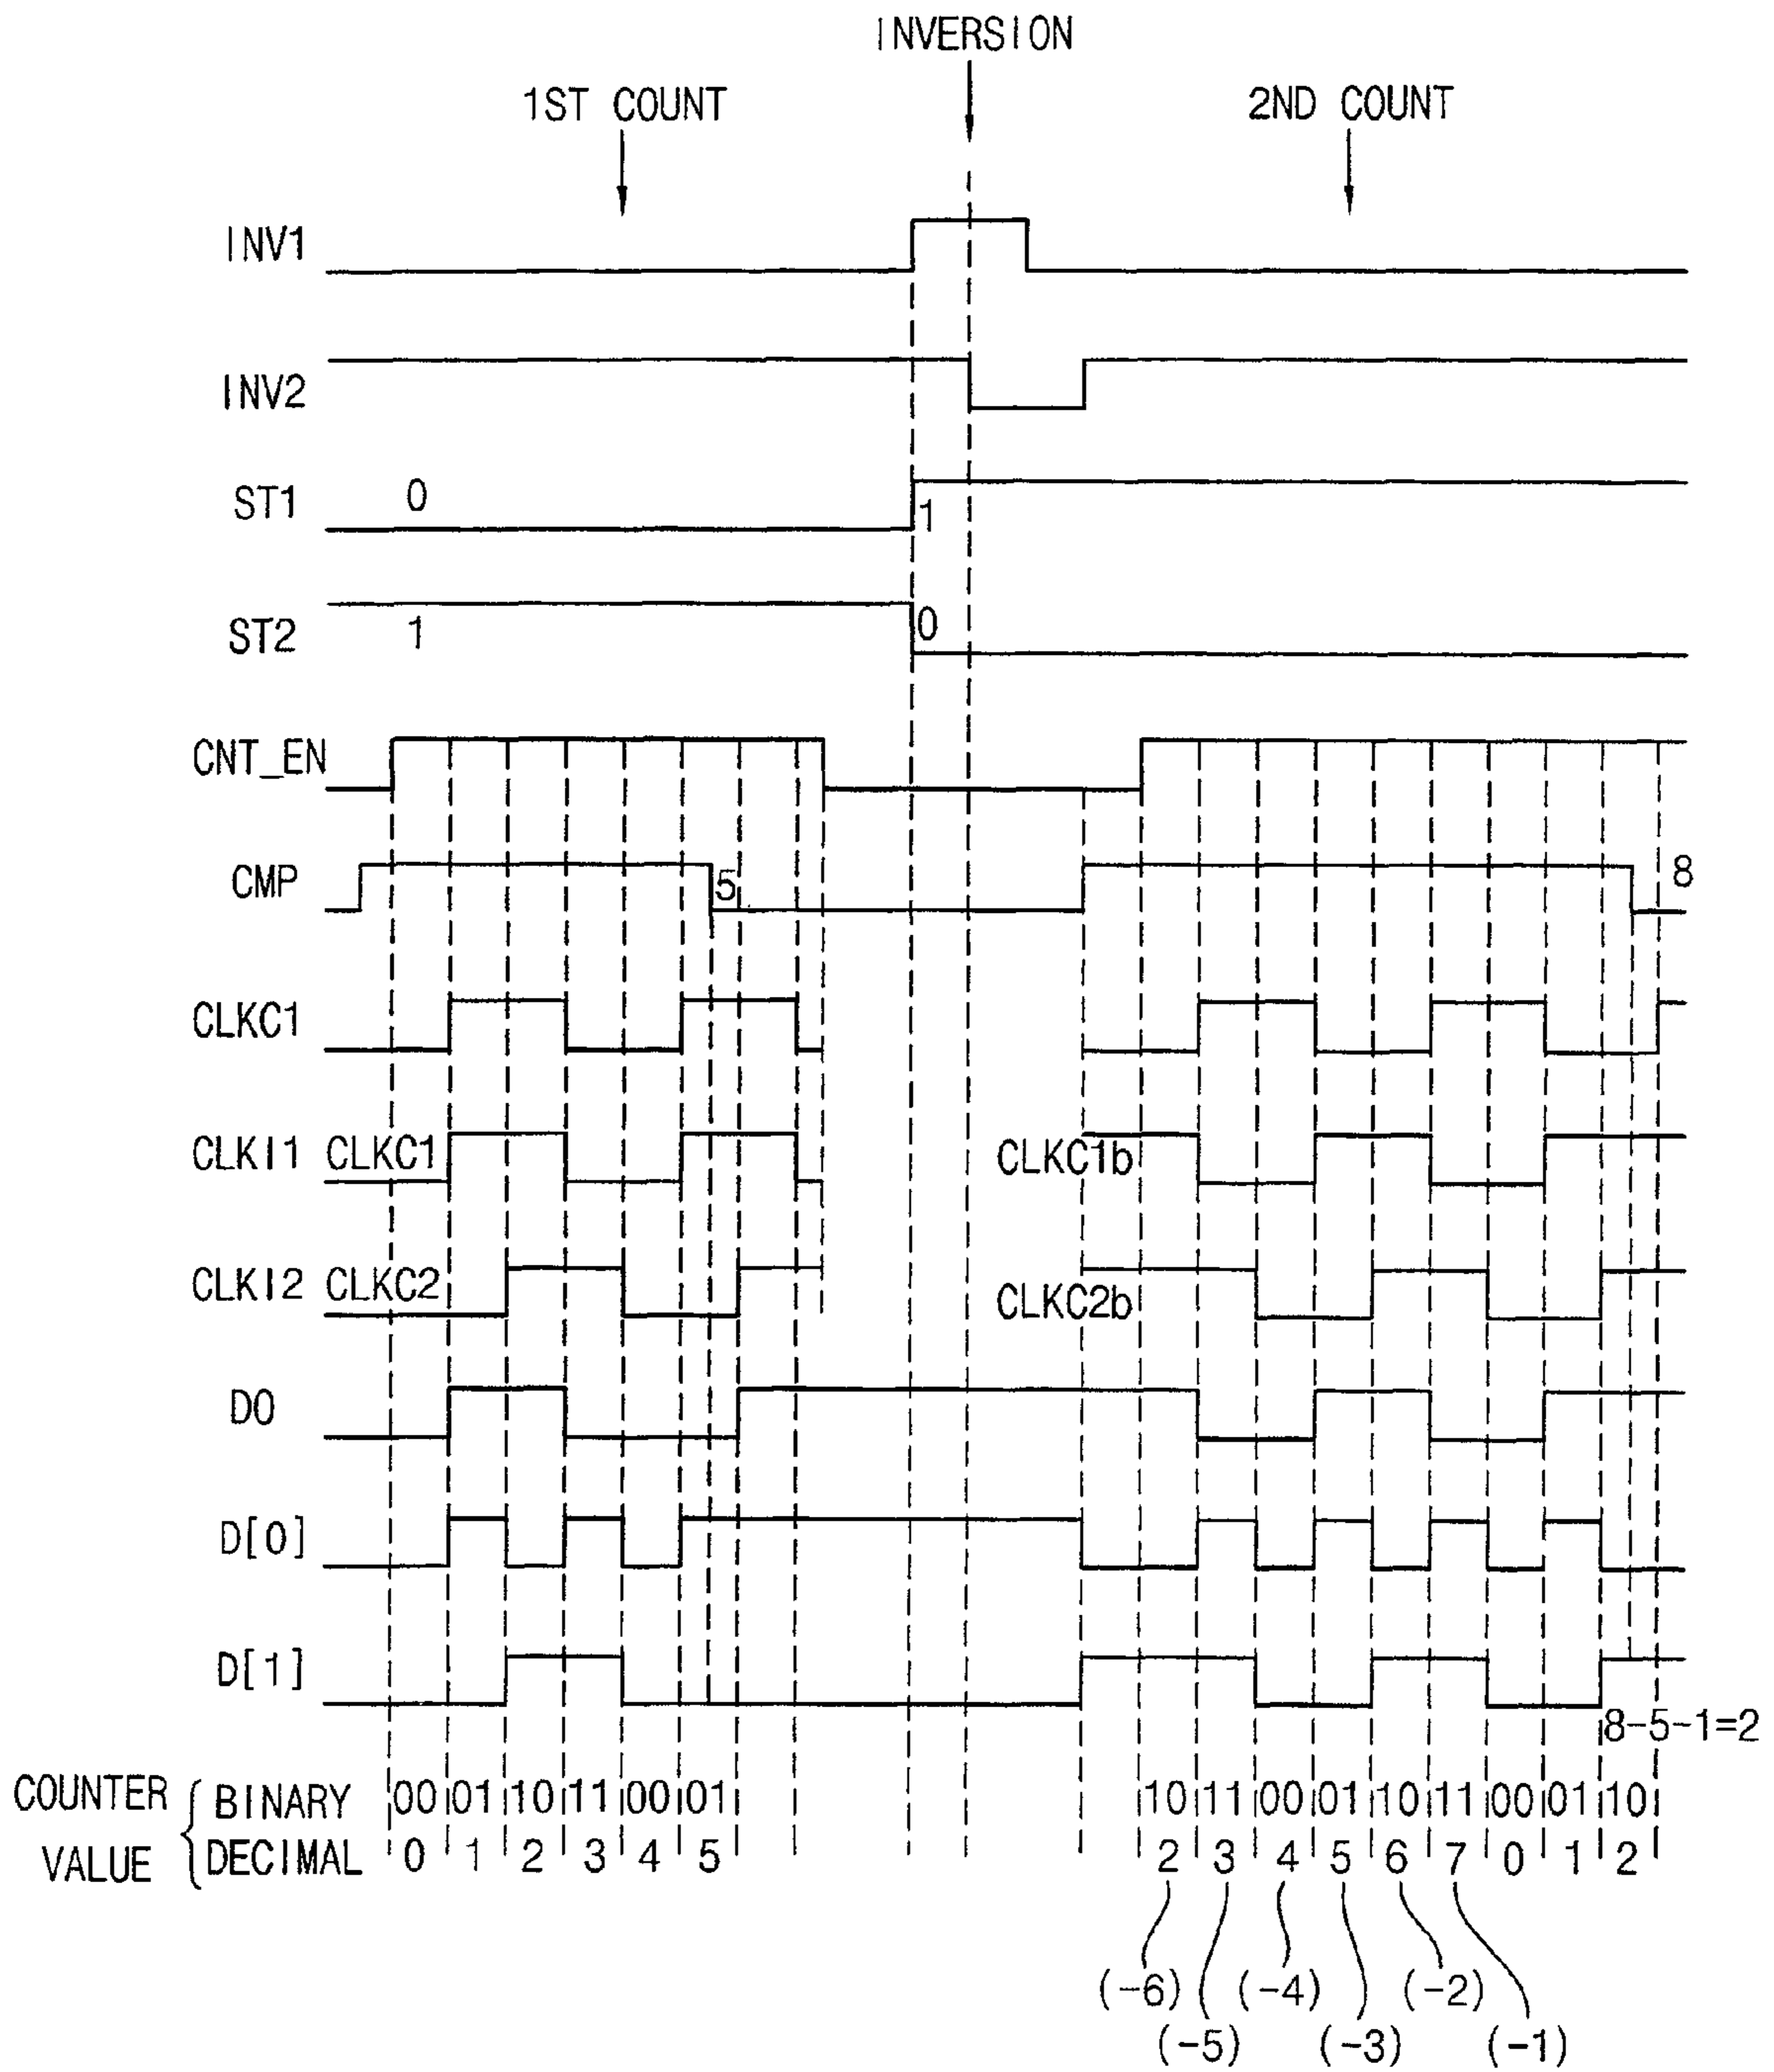 INVERSION
1ST COUNT
2ND COUNT
INV1
INV2
ST1 0 1
ST2 1 0
CNT_EN
CMP 5 8
CLKC1
CLKI1 CLKC1 CLKC1b
CLKI2 CLKC2 CLKC2b
D0
D[0]
D[1]
8-5-1=2
COUNTER VALUE
BINARY 00 01 10 11 00 01 10 11 00 01 10 11 00 01 10
DECIMAL 0 1 2 3 4 5 2 3 4 5 6 7 0 1 2
(-6) (-4) (-2)
(-5) (-3) (-1)